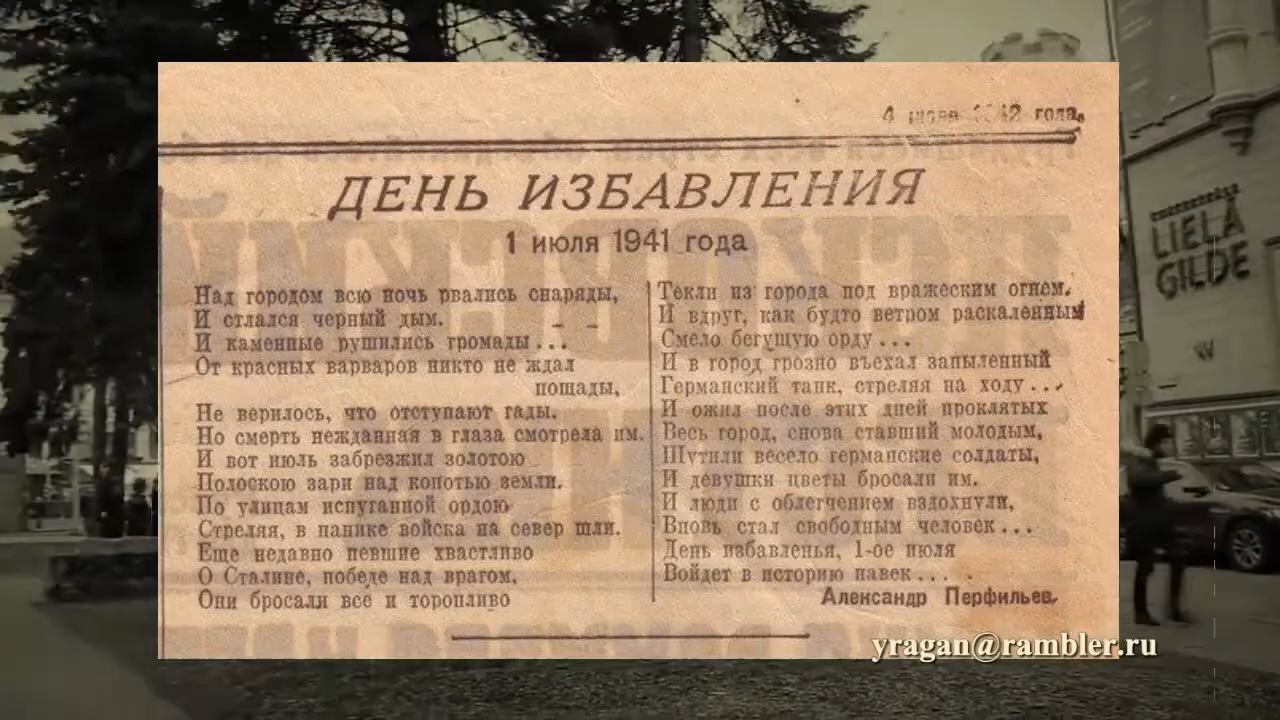 4 июля 1942 года.
ДЕНЬ ИЗБАВЛЕНИЯ
1 июля 1941 года
Над городом всю ночь рвались снаряды,
И стлался черный дым.
И каменные рушились громады...
От красных варваров никто не ждал
пощады,
Не верилось, что отступают гады.
Но смерть нежданная в глаза смотрела им.
И вот июль забрезжил золотою
Полоскою зари над копотью земли.
По улицам испуганной ордою
Стреляя, в панике войска на север шли.
Еще недавно певшие хвастливо
О Сталине, победе над врагом,
Они бросали всё и торопливо
Текли из города под вражеским огнем.
И вдруг, как будто ветром раскаленным
Смело бегущую орду...
И в город грозно въехал запыленный
Германский танк, стреляя на ходу...
И ожил после этих дней проклятых
Весь город, снова ставший молодым,
Шутили весело германские солдаты,
И девушки цветы бросали им.
И люди с облегчением вздохнули,
Вновь стал свободным человек...
День избавленья, 1-ое июля
Войдет в историю навек....
Александр Перфильев.
LIELĀ
GILDE
yragan@rambler.ru